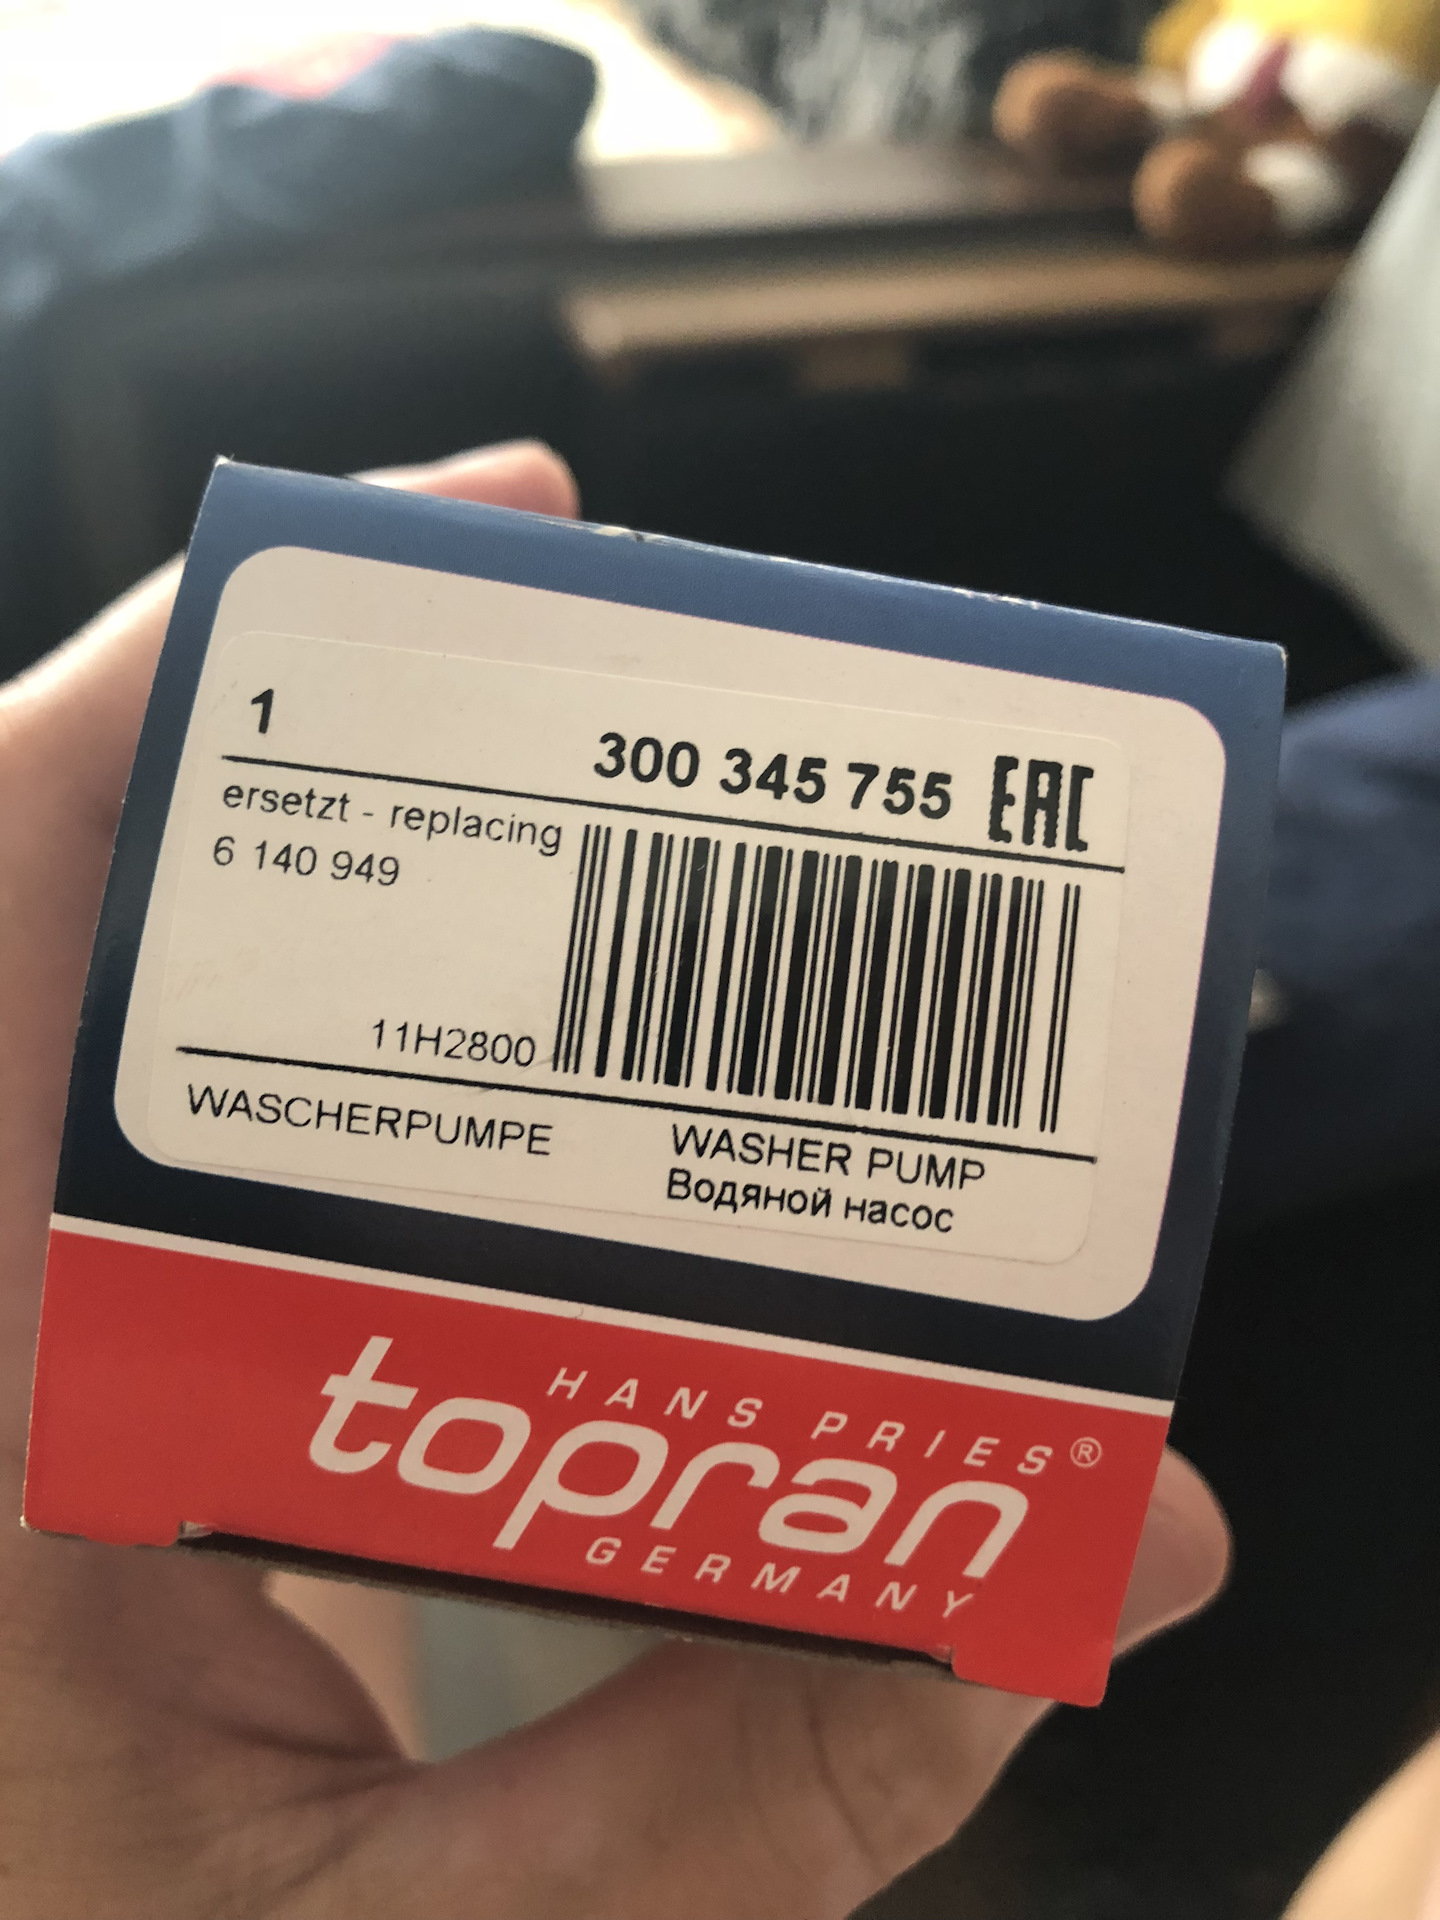 1
300 345 755 EAC
ersetzt - replacing
6 140 949
11H2800
WASCHERPUMPE
WASHER PUMP
Водяной насос
HANS PRIES®
topran
GERMANY